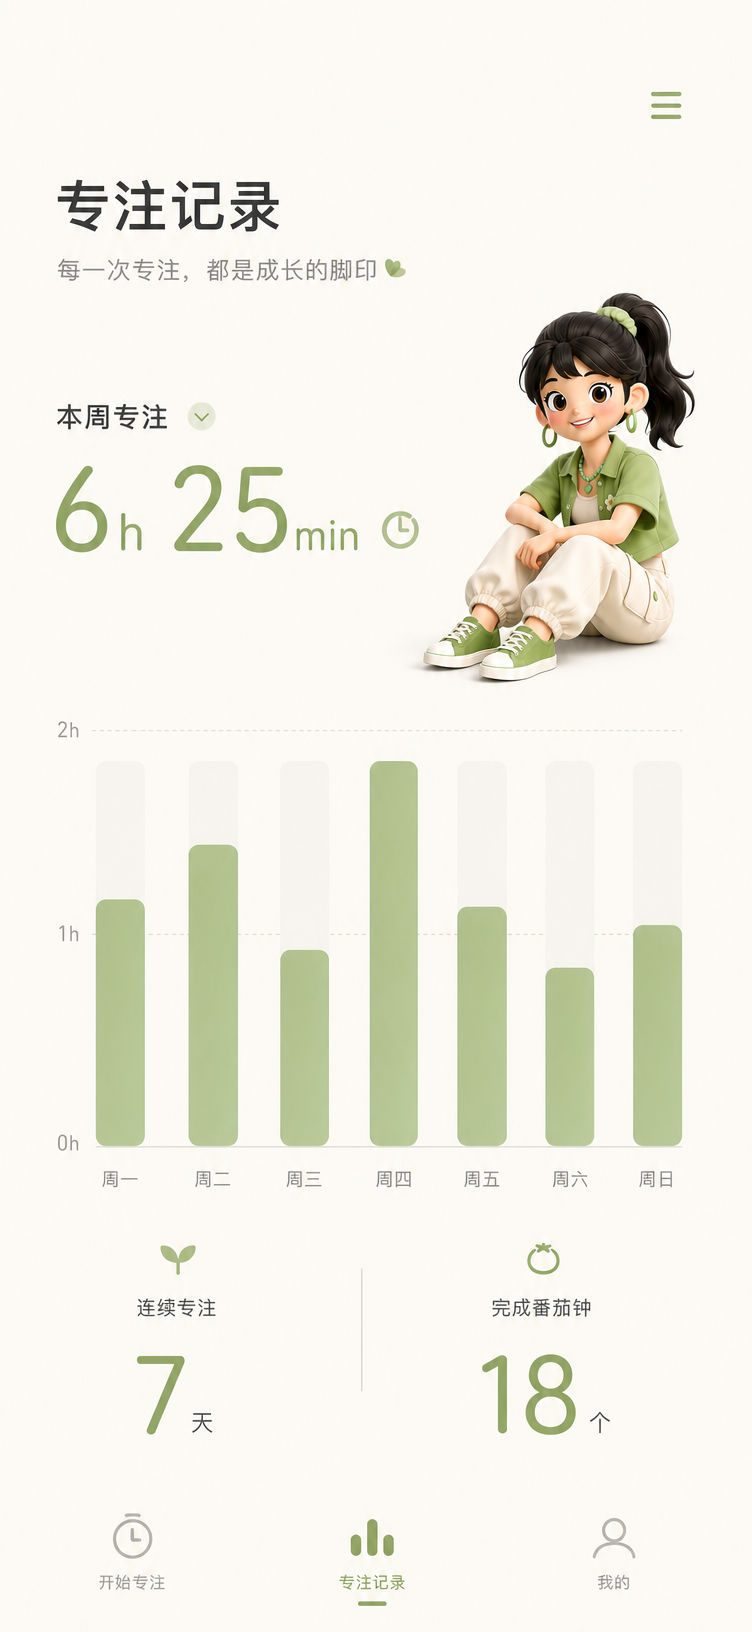 专注记录
每一次专注，都是成长的脚印
本周专注
6h 25min
2h
1h
0h
周一 周二 周三 周四 周五 周六 周日
连续专注 完成番茄钟
7天 18个
开始专注 专注记录 我的